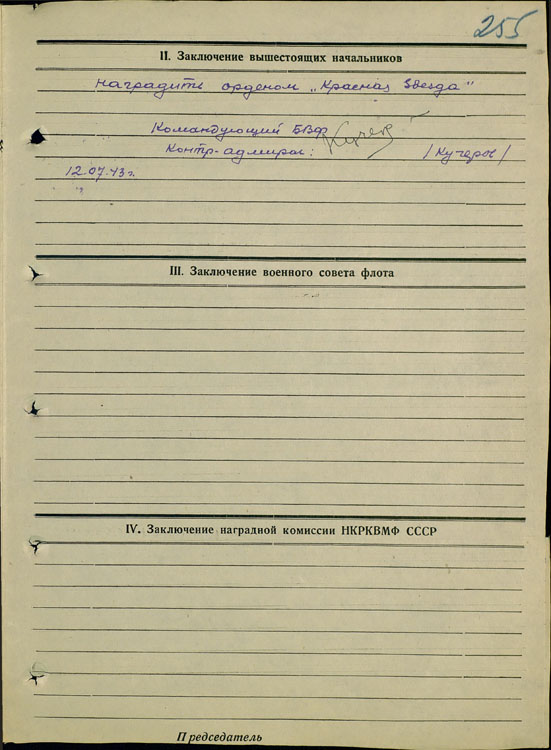 255
II. Заключение вышестоящих начальников
Наградить орденом „Красная Звезда"
Командующий БВФ
Контр-адмирал: /Кучеров/
12.07.43г.
III. Заключение военного совета флота
IV. Заключение наградной комиссии НКРКВМФ СССР
Председатель